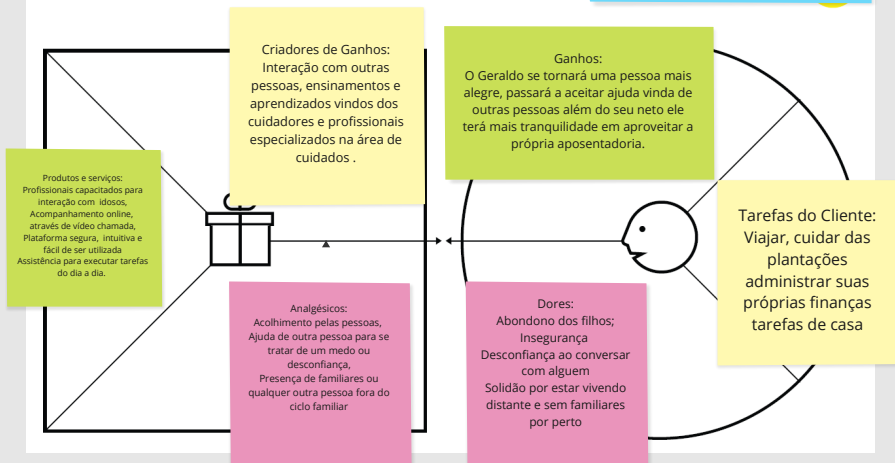 Criadores de Ganhos:
Interação com outras
pessoas, ensinamentos e
aprendizados vindos dos
cuidadores e profissionais
especializados na área de
cuidados .
Ganhos:
O Geraldo se tornará uma pessoa mais
alegre, passará a aceitar ajuda vinda de
outras pessoas além do seu neto ele
terá mais tranquilidade em aproveitar a
própria aposentadoria.
Produtos e serviços:
Profissionais capacitados para
interação com idosos,
Acompanhamento online,
através de vídeo chamada,
Plataforma segura, intuitiva e
fácil de ser utilizada
Assistência para executar tarefas
do dia a dia.
Tarefas do Cliente:
Viajar, cuidar das
plantações
administrar suas
próprias finanças
tarefas de casa
Analgésicos:
Acolhimento pelas pessoas,
Ajuda de outra pessoa para se
tratar de um medo ou
desconfiança,
Presença de familiares ou
qualquer outra pessoa fora do
ciclo familiar
Dores:
Abondono dos filhos;
Insegurança
Desconfiança ao conversar
com alguem
Solidão por estar vivendo
distante e sem familiares
por perto